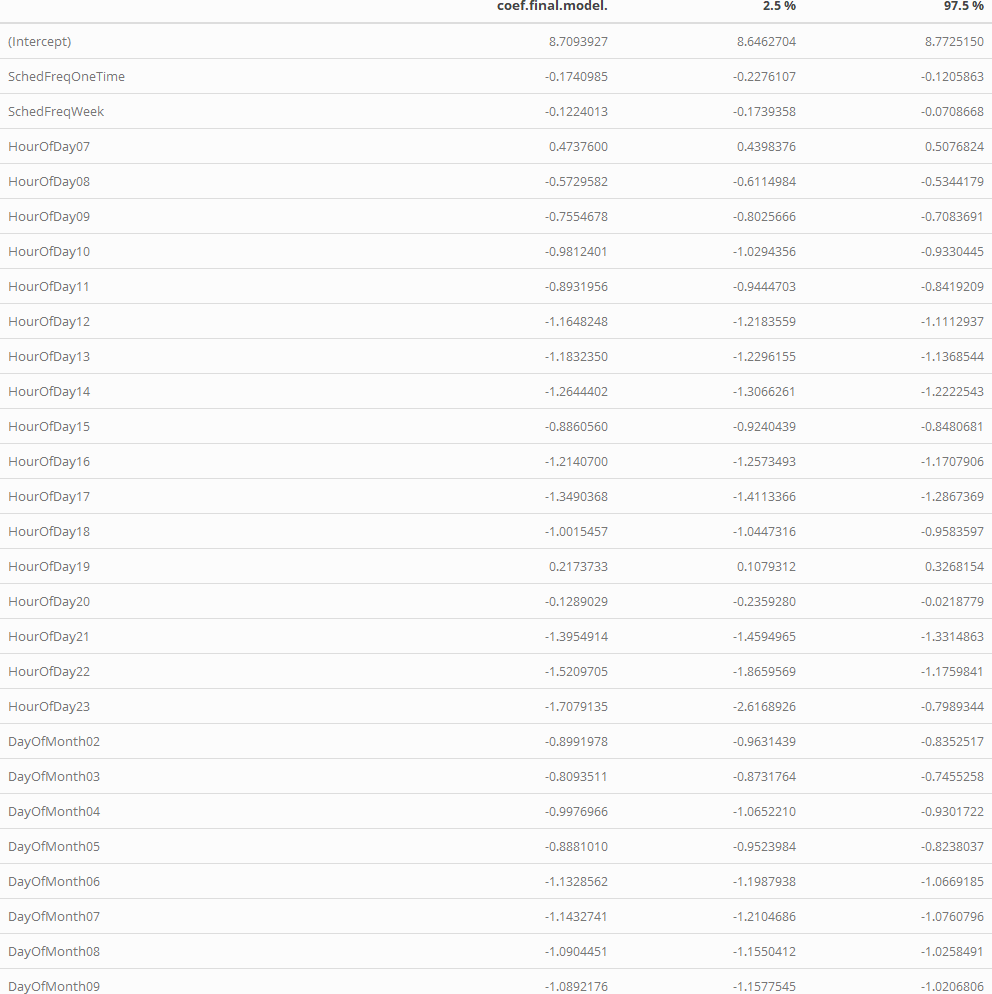 coef.final.model. 2.5 % 97.5 %
(Intercept) 8.7093927 8.6462704 8.7725150
SchedFreqOneTime -0.1740985 -0.2276107 -0.1205863
SchedFreqWeek -0.1224013 -0.1739358 -0.0708668
HourOfDay07 0.4737600 0.4398376 0.5076824
HourOfDay08 -0.5729582 -0.6114984 -0.5344179
HourOfDay09 -0.7554678 -0.8025666 -0.7083691
HourOfDay10 -0.9812401 -1.0294356 -0.9330445
HourOfDay11 -0.8931956 -0.9444703 -0.8419209
HourOfDay12 -1.1648248 -1.2183559 -1.1112937
HourOfDay13 -1.1832350 -1.2296155 -1.1368544
HourOfDay14 -1.2644402 -1.3066261 -1.2222543
HourOfDay15 -0.8860560 -0.9240439 -0.8480681
HourOfDay16 -1.2140700 -1.2573493 -1.1707906
HourOfDay17 -1.3490368 -1.4113366 -1.2867369
HourOfDay18 -1.0015457 -1.0447316 -0.9583597
HourOfDay19 0.2173733 0.1079312 0.3268154
HourOfDay20 -0.1289029 -0.2359280 -0.0218779
HourOfDay21 -1.3954914 -1.4594965 -1.3314863
HourOfDay22 -1.5209705 -1.8659569 -1.1759841
HourOfDay23 -1.7079135 -2.6168926 -0.7989344
DayOfMonth02 -0.8991978 -0.9631439 -0.8352517
DayOfMonth03 -0.8093511 -0.8731764 -0.7455258
DayOfMonth04 -0.9976966 -1.0652210 -0.9301722
DayOfMonth05 -0.8881010 -0.9523984 -0.8238037
DayOfMonth06 -1.1328562 -1.1987938 -1.0669185
DayOfMonth07 -1.1432741 -1.2104686 -1.0760796
DayOfMonth08 -1.0904451 -1.1550412 -1.0258491
DayOfMonth09 -1.0892176 -1.1577545 -1.0206806